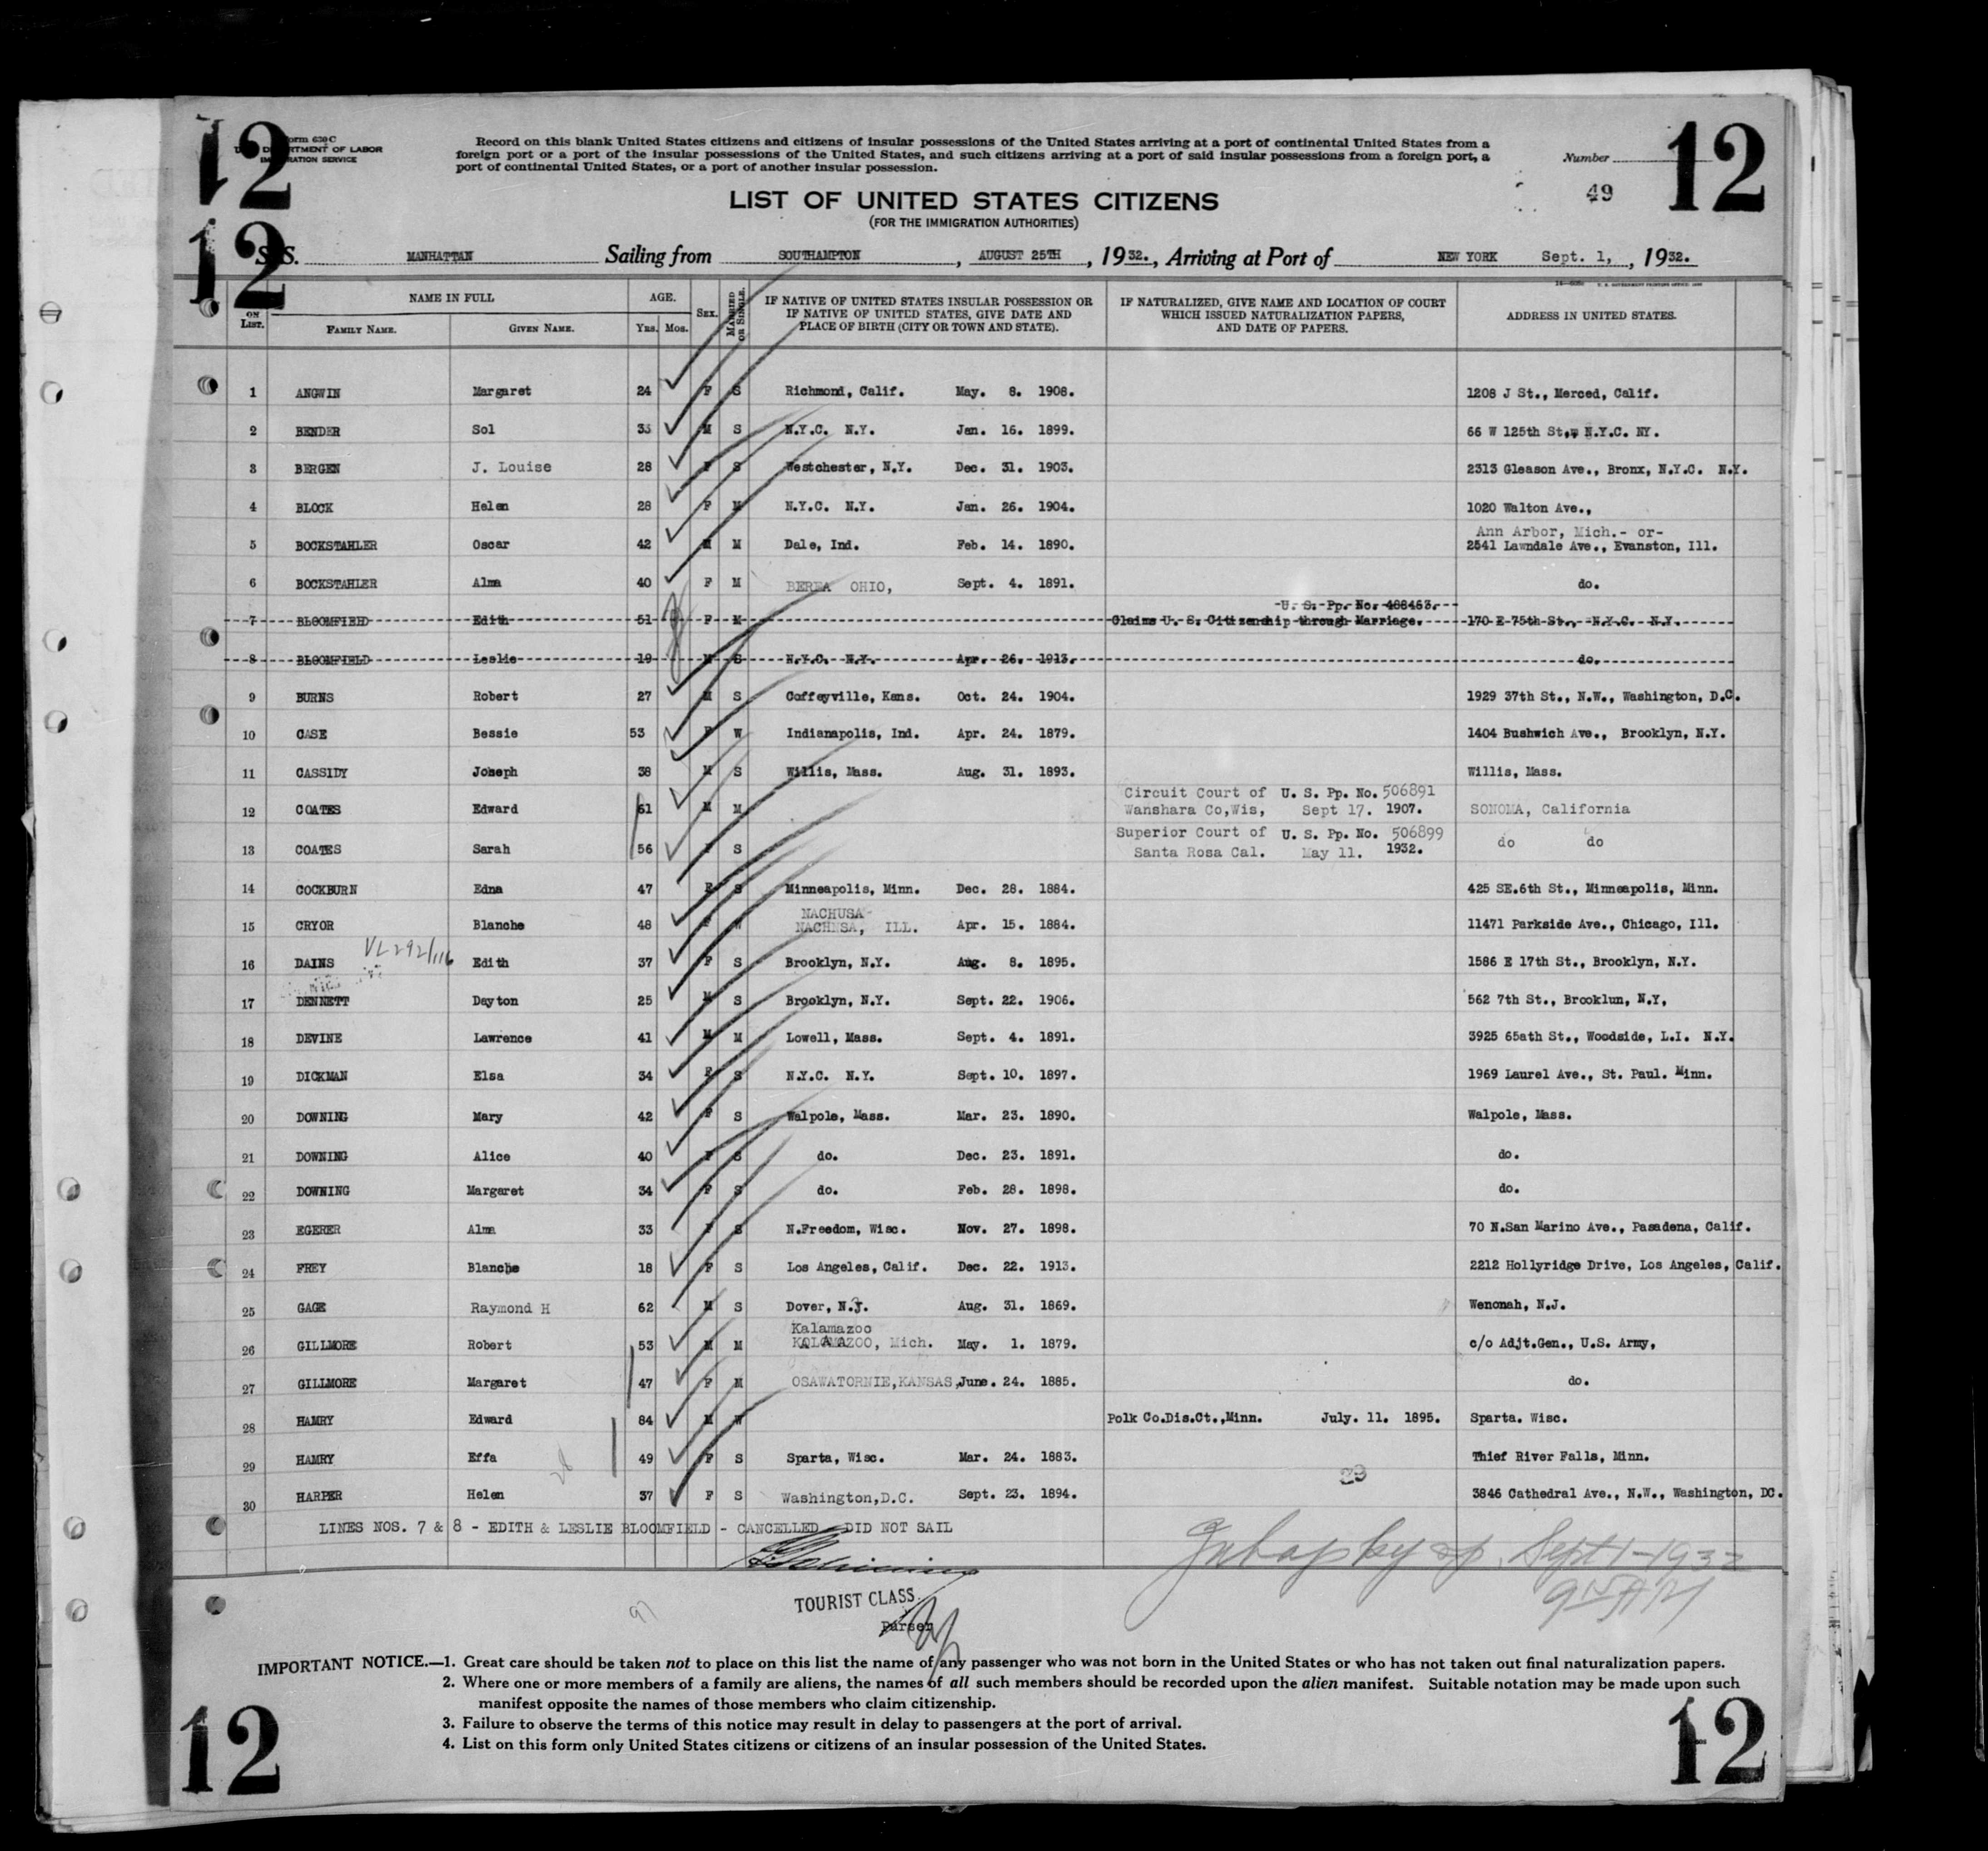 12
12
12
Form 630 C
U. S. DEPARTMENT OF LABOR
IMMIGRATION SERVICE
Record on this blank United States citizens and citizens of insular possessions of the United States arriving at a port of continental United States from a
foreign port or a port of the insular possessions of the United States, and such citizens arriving at a port of said insular possessions from a foreign port, a
port of continental United States, or a port of another insular possession.
Number
49
LIST OF UNITED STATES CITIZENS
(FOR THE IMMIGRATION AUTHORITIES)
S.S. MANHATTAN Sailing from SOUTHAMPTON, AUGUST 25TH, 1932., Arriving at Port of NEW YORK Sept. 1,, 1932.
ON LIST. NAME IN FULL AGE. SEX. MARRIED OR SINGLE. IF NATIVE OF UNITED STATES INSULAR POSSESSION OR IF NATIVE OF UNITED STATES, GIVE DATE AND PLACE OF BIRTH (CITY OR TOWN AND STATE). IF NATURALIZED, GIVE NAME AND LOCATION OF COURT WHICH ISSUED NATURALIZATION PAPERS, AND DATE OF PAPERS. ADDRESS IN UNITED STATES.
FAMILY NAME. GIVEN NAME. Yrs. Mos.
1 ANGWIN Margaret 24 F S Richmond, Calif. May. 8. 1908. 1208 J St., Merced, Calif.
2 BENDER Sol 33 M S N.Y.C. N.Y. Jan. 16. 1899. 66 W 125th St., N.Y.C. NY.
3 BERGEN J. Louise 28 F S Westchester, N.Y. Dec. 31. 1903. 2313 Gleason Ave., Bronx, N.Y.C. N.Y.
4 BLOCK Helen 28 F M N.Y.C. N.Y. Jan. 26. 1904. 1020 Walton Ave.,
Ann Arbor, Mich.- or-
5 BOCKSTAHLER Oscar 42 M M Dale, Ind. Feb. 14. 1890. 2541 Lawndale Ave., Evanston, Ill.
6 BOCKSTAHLER Alma 40 F M BEREA OHIO, Sept. 4. 1891. do.
U. S. Pp. No. 488463.
7 BLOOMFIELD Edith 51 F M Claims U. S. Citizenship through Marriage. 170 E 75th St., N.Y.C. N.Y.
8 BLOOMFIELD Leslie 19 M S N.Y.C. N.Y. Apr. 26. 1913. do.
9 BURNS Robert 27 M S Coffeyville, Kans. Oct. 24. 1904. 1929 37th St., N.W., Washington, D.C.
10 CASE Bessie 53 F W Indianapolis, Ind. Apr. 24. 1879. 1404 Bushwich Ave., Brooklyn, N.Y.
11 CASSIDY Joseph 38 M S Willis, Mass. Aug. 31. 1893. Willis, Mass.
Circuit Court of U. S. Pp. No. 506891
12 COATES Edward 61 M M Wanshara Co,Wis, Sept 17. 1907. SONOMA, California
Superior Court of U. S. Pp. No. 506899
13 COATES Sarah 56 F S Santa Rosa Cal. May 11. 1932. do do
14 COCKBURN Edna 47 F S Minneapolis, Minn. Dec. 28. 1884. 425 SE.6th St., Minneapolis, Minn.
NACHUSA
15 CRYOR Blanche 48 F W NACHNSA, ILL. Apr. 15. 1884. 11471 Parkside Ave., Chicago, Ill.
VL 292/116
16 DAINS Edith 37 F S Brooklyn, N.Y. Aug. 8. 1895. 1586 E 17th St., Brooklyn, N.Y.
17 DENNETT Dayton 25 M S Brooklyn, N.Y. Sept. 22. 1906. 562 7th St., Brooklun, N.Y,
18 DEVINE Lawrence 41 M M Lowell, Mass. Sept. 4. 1891. 3925 65ath St., Woodside, L.I. N.Y.
19 DICKMAN Elsa 34 F S N.Y.C. N.Y. Sept. 10. 1897. 1969 Laurel Ave., St. Paul. Minn.
20 DOWNING Mary 42 F S Walpole, Mass. Mar. 23. 1890. Walpole, Mass.
21 DOWNING Alice 40 F S do. Dec. 23. 1891. do.
22 DOWNING Margaret 34 F S do. Feb. 28. 1898. do.
23 EGERER Alma 33 F S N.Freedom, Wisc. Nov. 27. 1898. 70 N.San Marino Ave., Pasadena, Calif.
24 FREY Blanche 18 F S Los Angeles, Calif. Dec. 22. 1913. 2212 Hollyridge Drive, Los Angeles, Calif.
25 GAGE Raymond H 62 M S Dover, N.J. Aug. 31. 1869. Wenonah, N.J.
Kalamazoo
26 GILLMORE Robert 53 M M KALAMAZOO, Mich. May. 1. 1879. c/o Adjt.Gen., U.S. Army,
27 GILLMORE Margaret 47 F M OSAWATORNIE,KANSAS, June. 24. 1885. do.
28 HAMRY Edward 84 M W Polk Co.Dis.Ct.,Minn. July. 11. 1895. Sparta. Wisc.
29 HAMRY Effa 49 F S Sparta, Wisc. Mar. 24. 1883. Thief River Falls, Minn.
28
29
30 HARPER Helen 37 F S Washington,D.C. Sept. 23. 1894. 3846 Cathedral Ave., N.W., Washington, DC.
LINES NOS. 7 & 8 - EDITH & LESLIE BLOOMFIELD - CANCELLED - DID NOT SAIL
Sept 1-1932
9 15 AM
TOURIST CLASS.
Purser
IMPORTANT NOTICE.—1. Great care should be taken not to place on this list the name of any passenger who was not born in the United States or who has not taken out final naturalization papers.
2. Where one or more members of a family are aliens, the names of all such members should be recorded upon the alien manifest. Suitable notation may be made upon such
manifest opposite the names of those members who claim citizenship.
3. Failure to observe the terms of this notice may result in delay to passengers at the port of arrival.
4. List on this form only United States citizens or citizens of an insular possession of the United States.
12
12